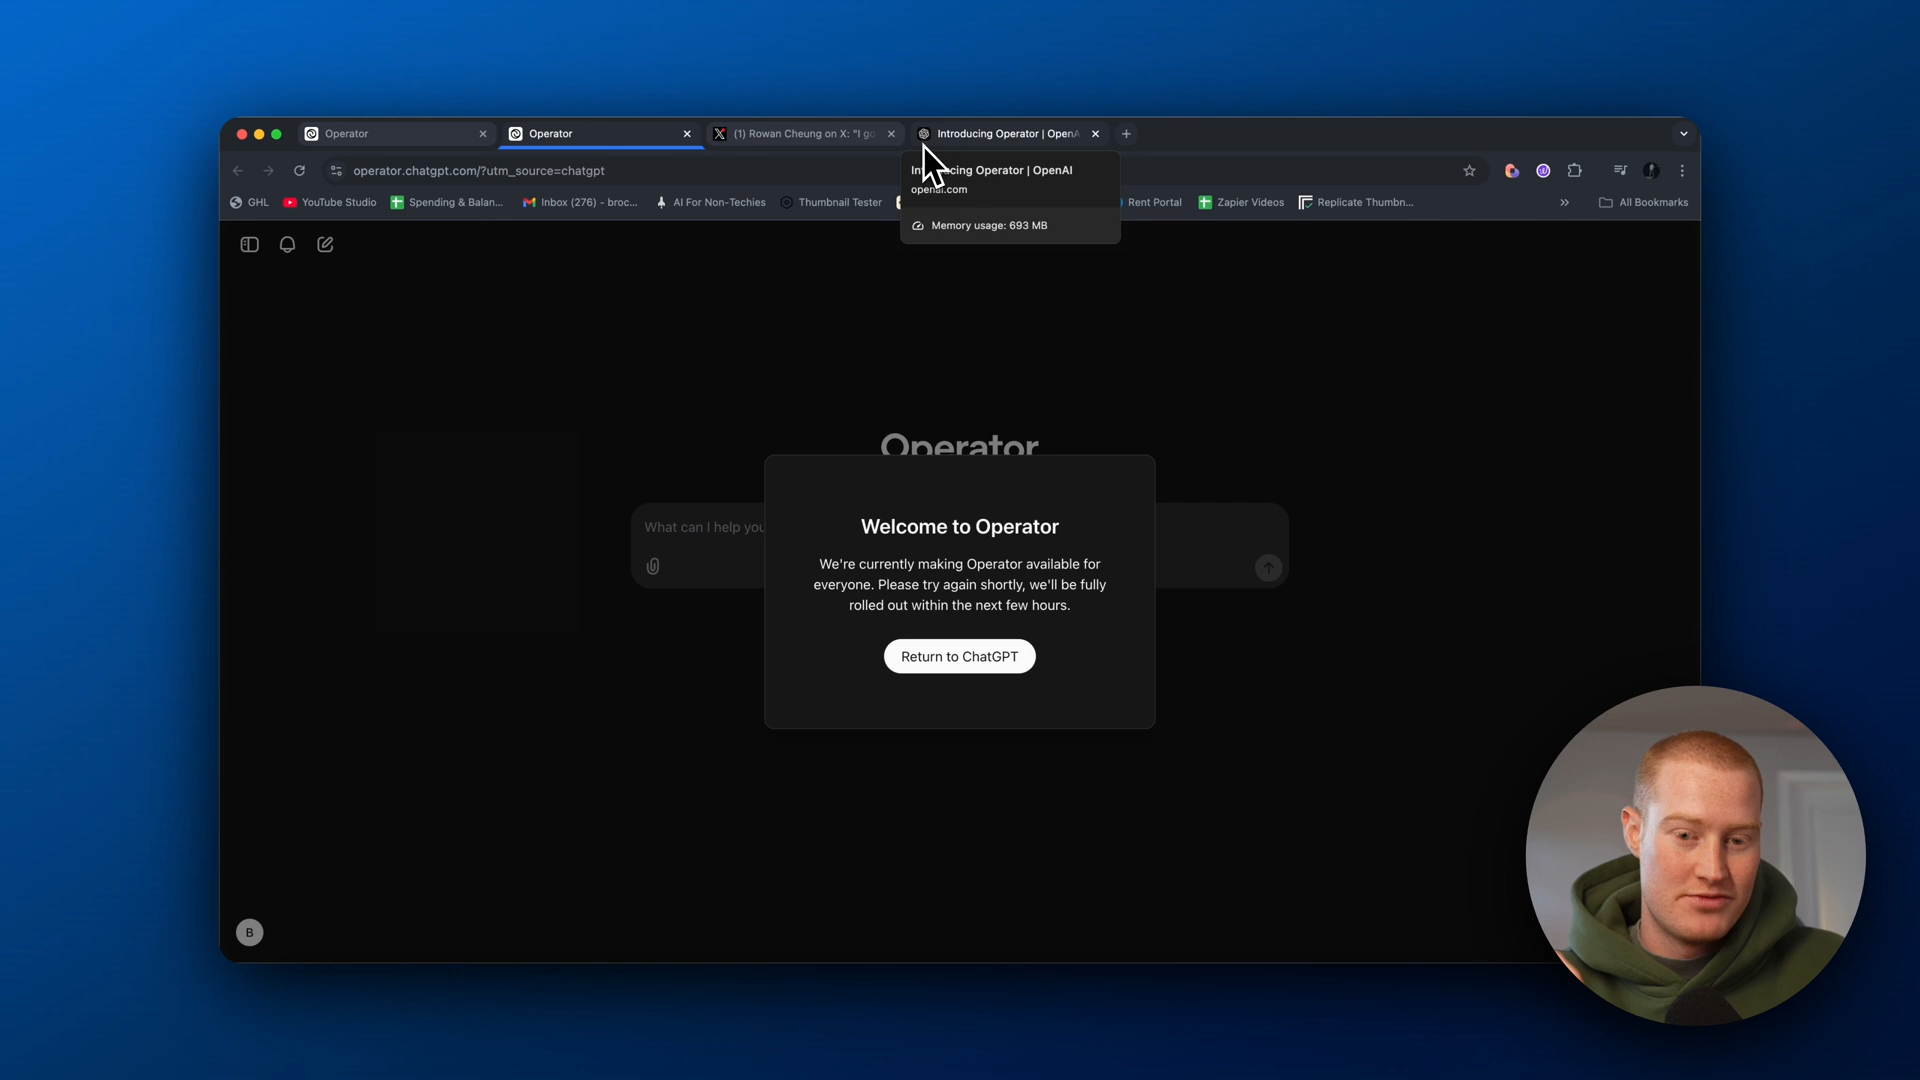 Operator
Operator
(1) Rowan Cheung on X: "I go
Introducing Operator | OpenA
operator.chatgpt.com/?utm_source=chatgpt
Introducing Operator | OpenAI
openai.com
Memory usage: 693 MB
GHL
YouTube Studio
Spending & Balan...
Inbox (276) - broc...
AI For Non-Techies
Thumbnail Tester
Rent Portal
Zapier Videos
Replicate Thumbn...
»
All Bookmarks
Operator
What can I help you
Welcome to Operator
We're currently making Operator available for
everyone. Please try again shortly, we'll be fully
rolled out within the next few hours.
Return to ChatGPT
B